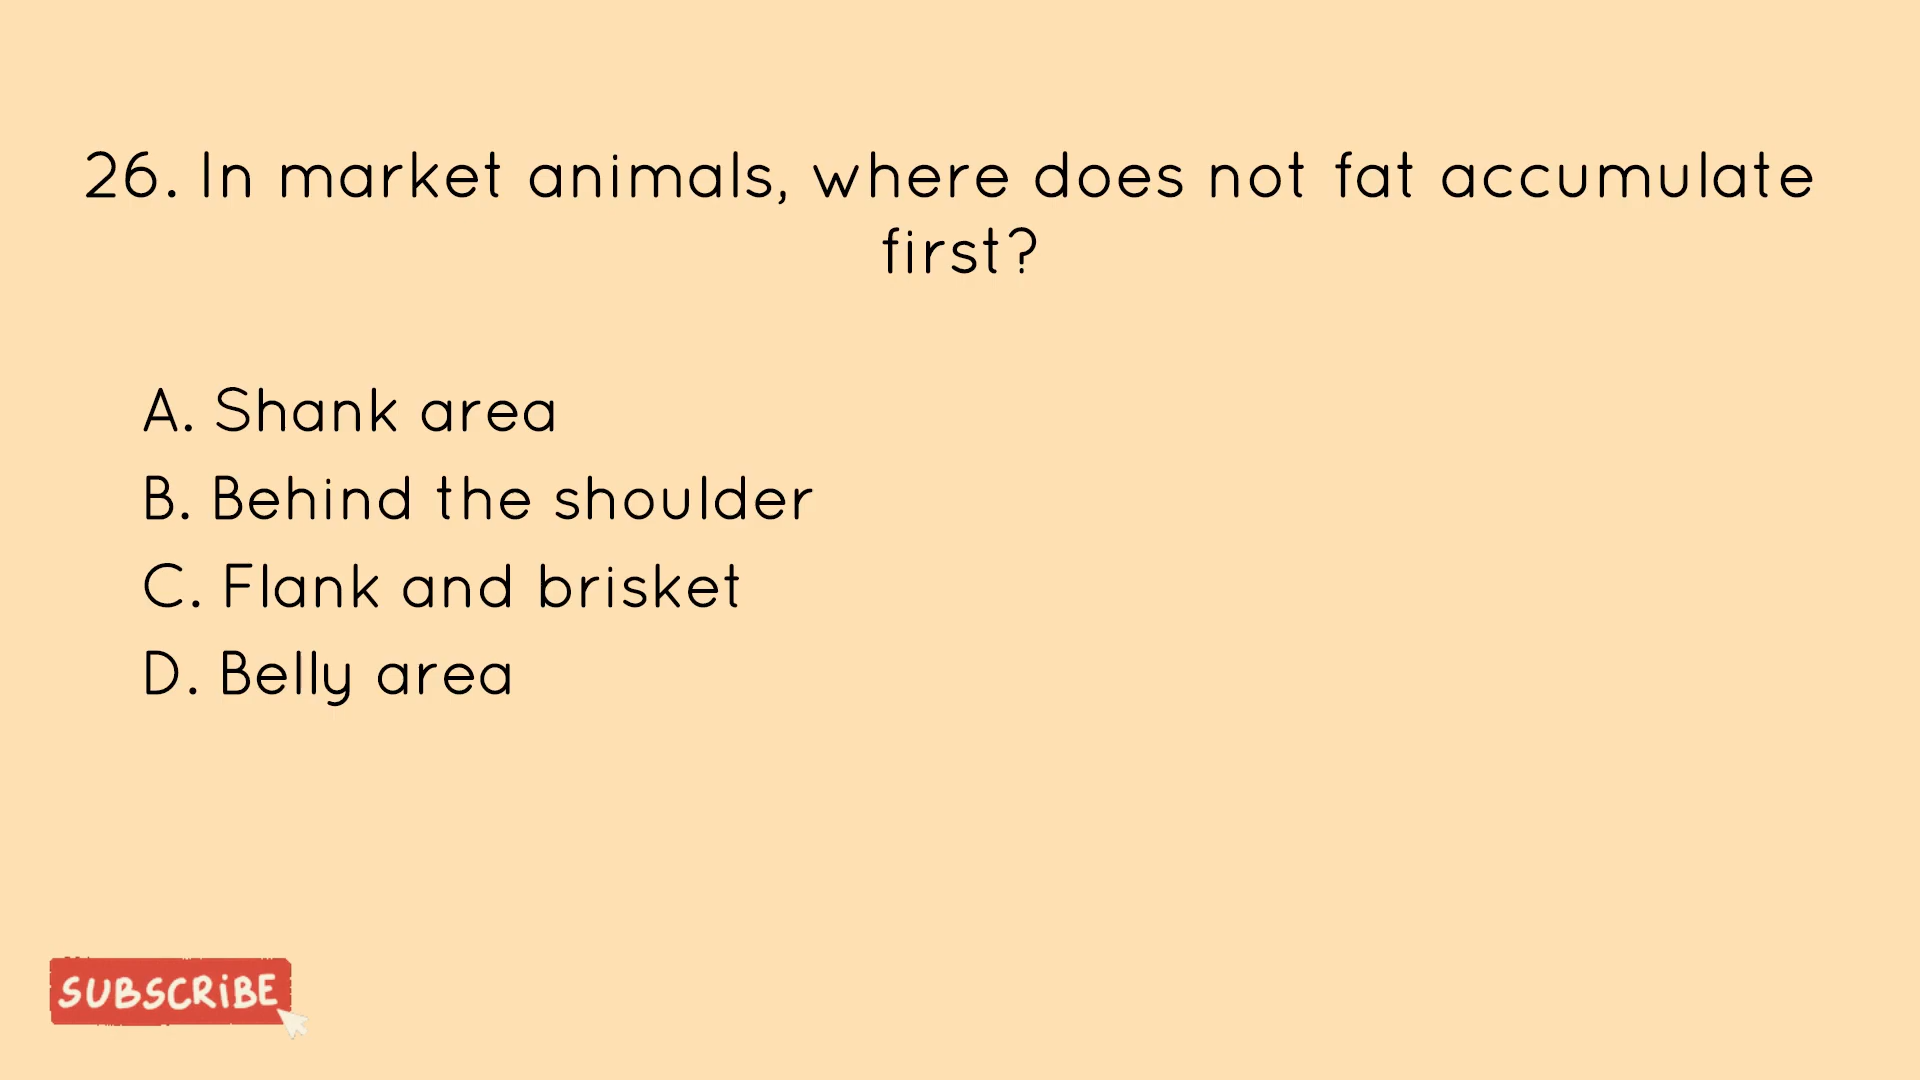 26. In market animals, where does not fat accumulate
first?
A. Shank area
B. Behind the shoulder
C. Flank and brisket
D. Belly area
SUBSCRiBE